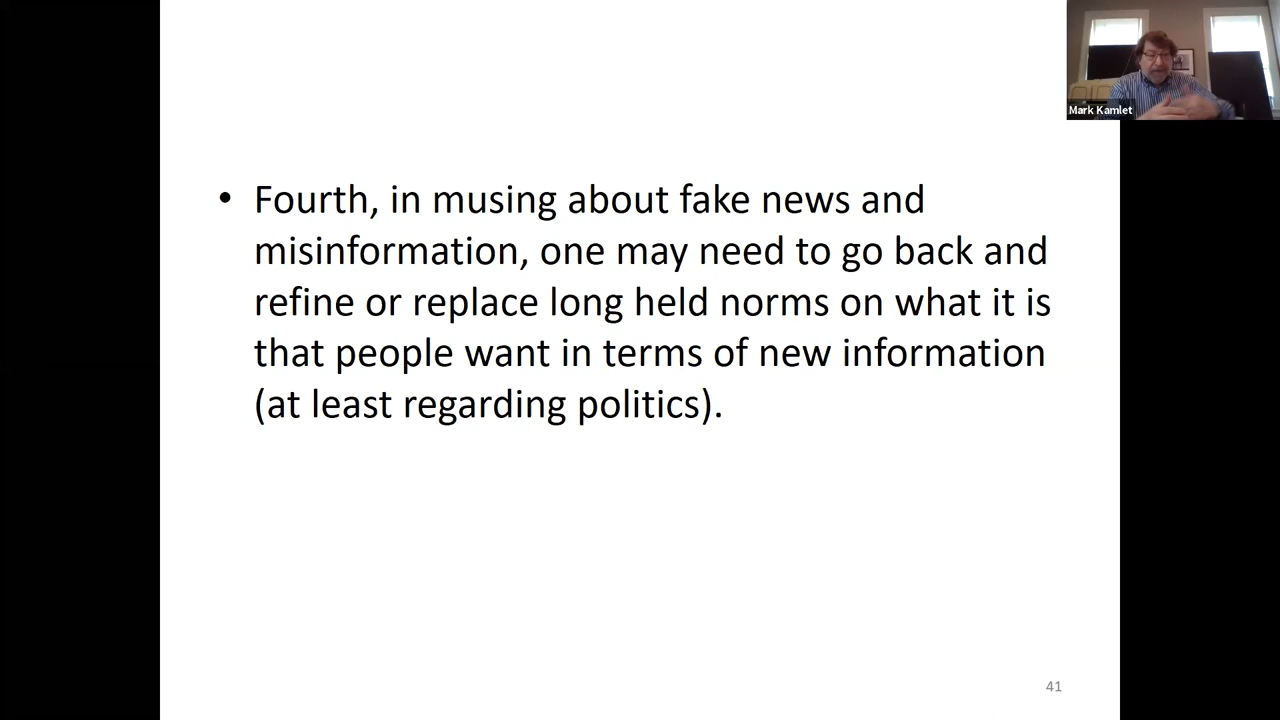 Mark Kamlet
• Fourth, in musing about fake news and
misinformation, one may need to go back and
refine or replace long held norms on what it is
that people want in terms of new information
(at least regarding politics).
41